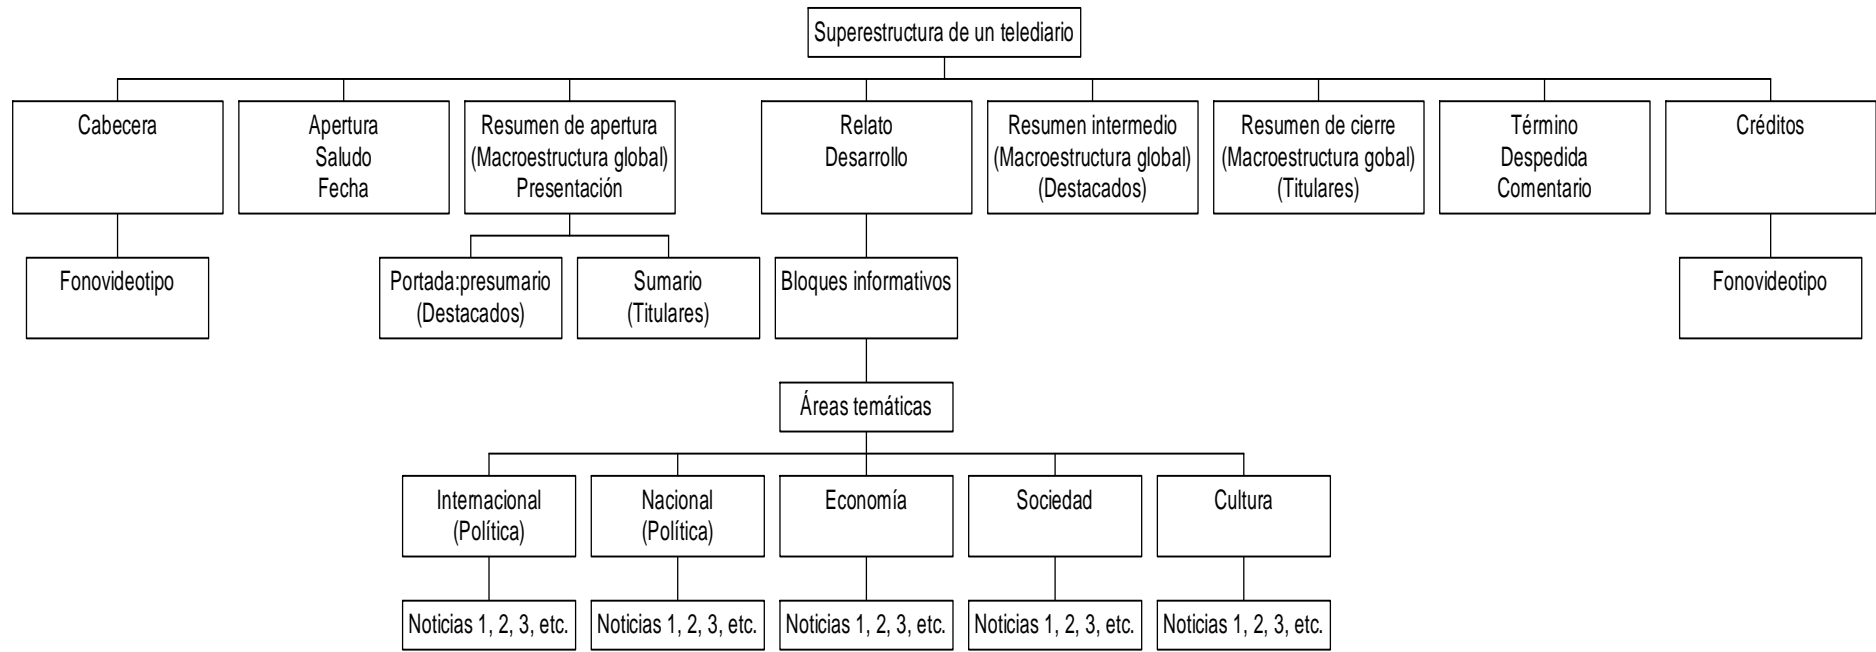 Superestructura de un telediario
Cabecera
Apertura
Saludo
Fecha
Resumen de apertura
(Macroestructura global)
Presentación
Relato
Desarrollo
Resumen intermedio
(Macroestructura global)
(Destacados)
Resumen de cierre
(Macroestructura gobal)
(Titulares)
Término
Despedida
Comentario
Créditos
Fonovideotipo
Portada:presumario
(Destacados)
Sumario
(Titulares)
Bloques informativos
Fonovideotipo
Áreas temáticas
Internacional
(Política)
Nacional
(Política)
Economía
Sociedad
Cultura
Noticias 1, 2, 3, etc.
Noticias 1, 2, 3, etc.
Noticias 1, 2, 3, etc.
Noticias 1, 2, 3, etc.
Noticias 1, 2, 3, etc.